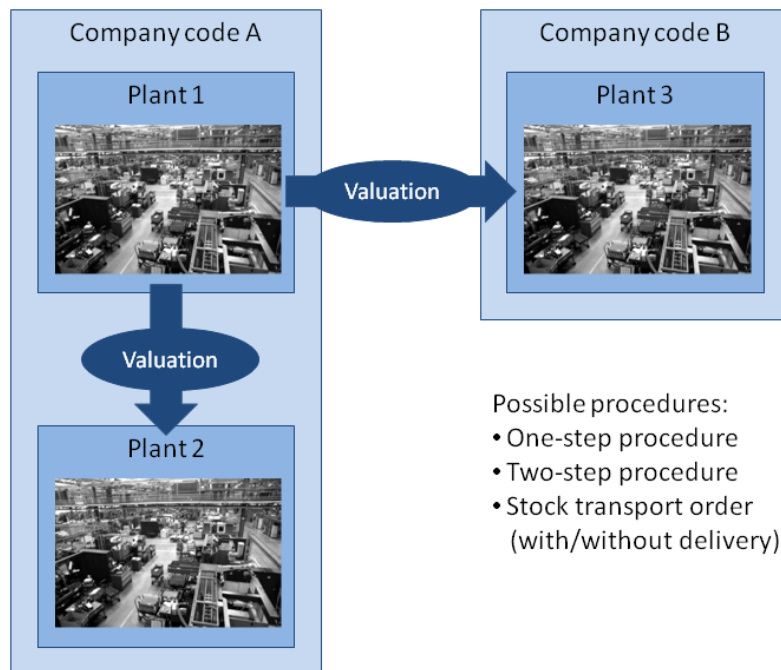 Company code A
Plant 1
Valuation
Plant 2
Company code B
Plant 3
Valuation
Possible procedures:
• One-step procedure
• Two-step procedure
• Stock transport order
(with/without delivery)